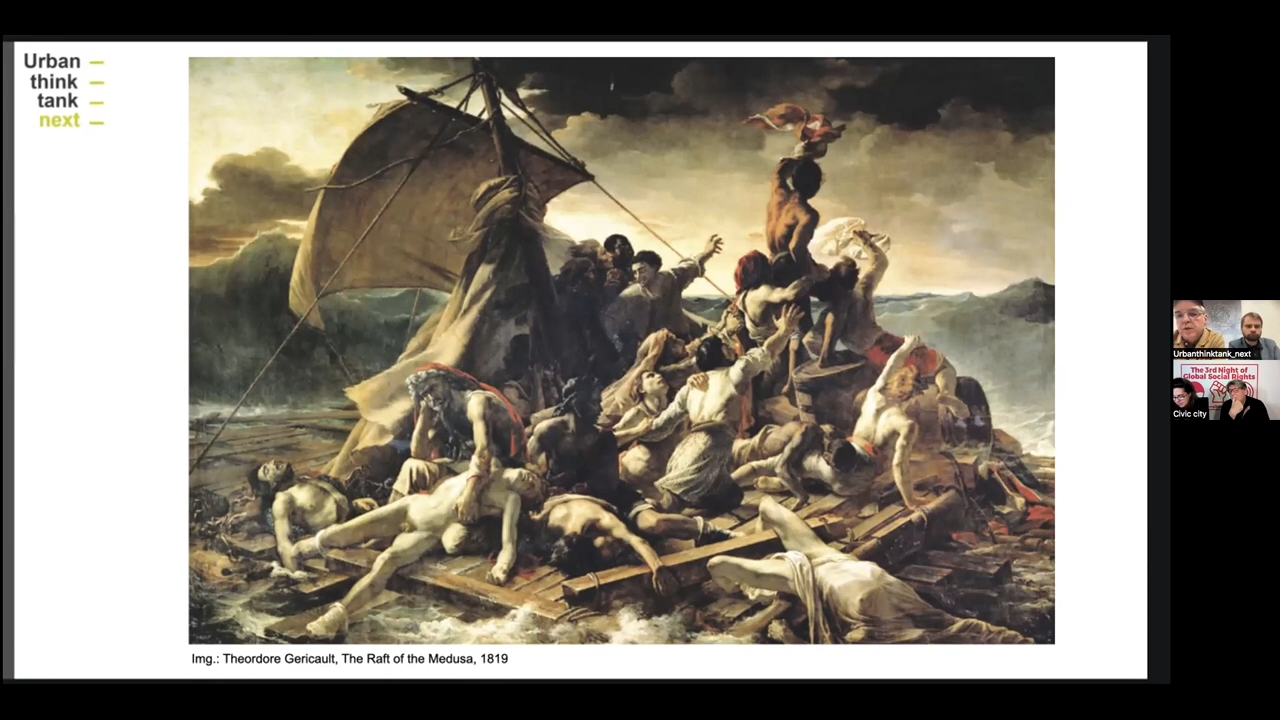 Urban
think
tank
next
Img.: Theordore Gericault, The Raft of the Medusa, 1819
Urbanthinktank_next
The 3rd Night of
Global Social Rights
Civic city